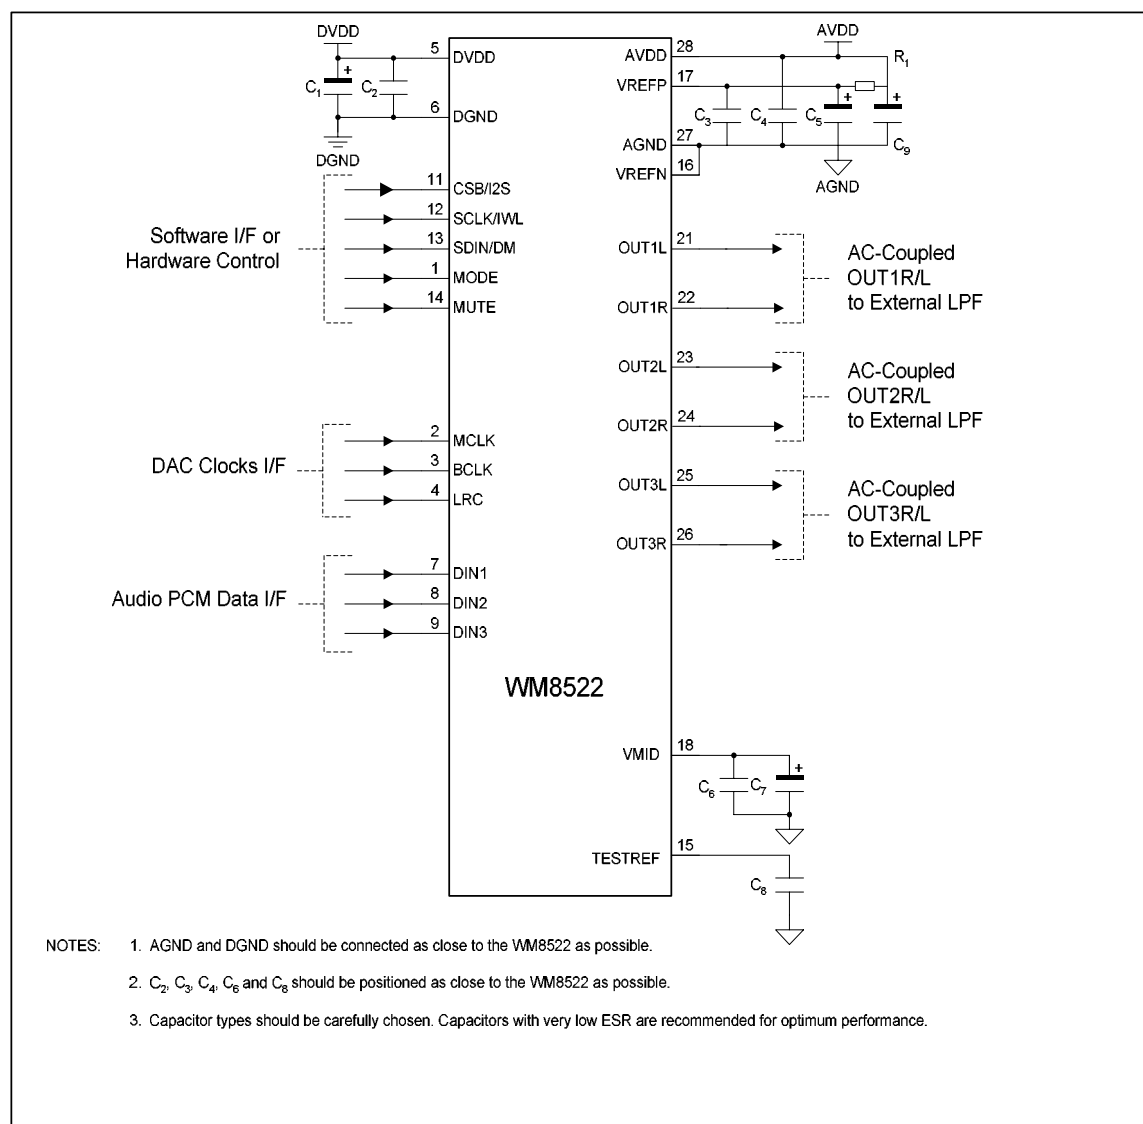 DVDD
5
DVDD
C1
+
C2
6
DGND
DGND
11
CSB/I2S
12
SCLK/IWL
13
SDIN/DM
1
MODE
14
MUTE
Software I/F or
Hardware Control
2
MCLK
3
BCLK
4
LRC
DAC Clocks I/F
7
DIN1
8
DIN2
9
DIN3
Audio PCM Data I/F
WM8522
AVDD
AVDD
28
R1
VREFP
17
C3
C4
C5
+
+
C9
AGND
27
VREFN
16
AGND
OUT1L
21
OUT1R
22
AC-Coupled
OUT1R/L
to External LPF
OUT2L
23
OUT2R
24
AC-Coupled
OUT2R/L
to External LPF
OUT3L
25
OUT3R
26
AC-Coupled
OUT3R/L
to External LPF
VMID
18
C6
C7
+
TESTREF
15
C8
NOTES: 1. AGND and DGND should be connected as close to the WM8522 as possible.
2. C2, C3, C4, C6 and C8 should be positioned as close to the WM8522 as possible.
3. Capacitor types should be carefully chosen. Capacitors with very low ESR are recommended for optimum performance.